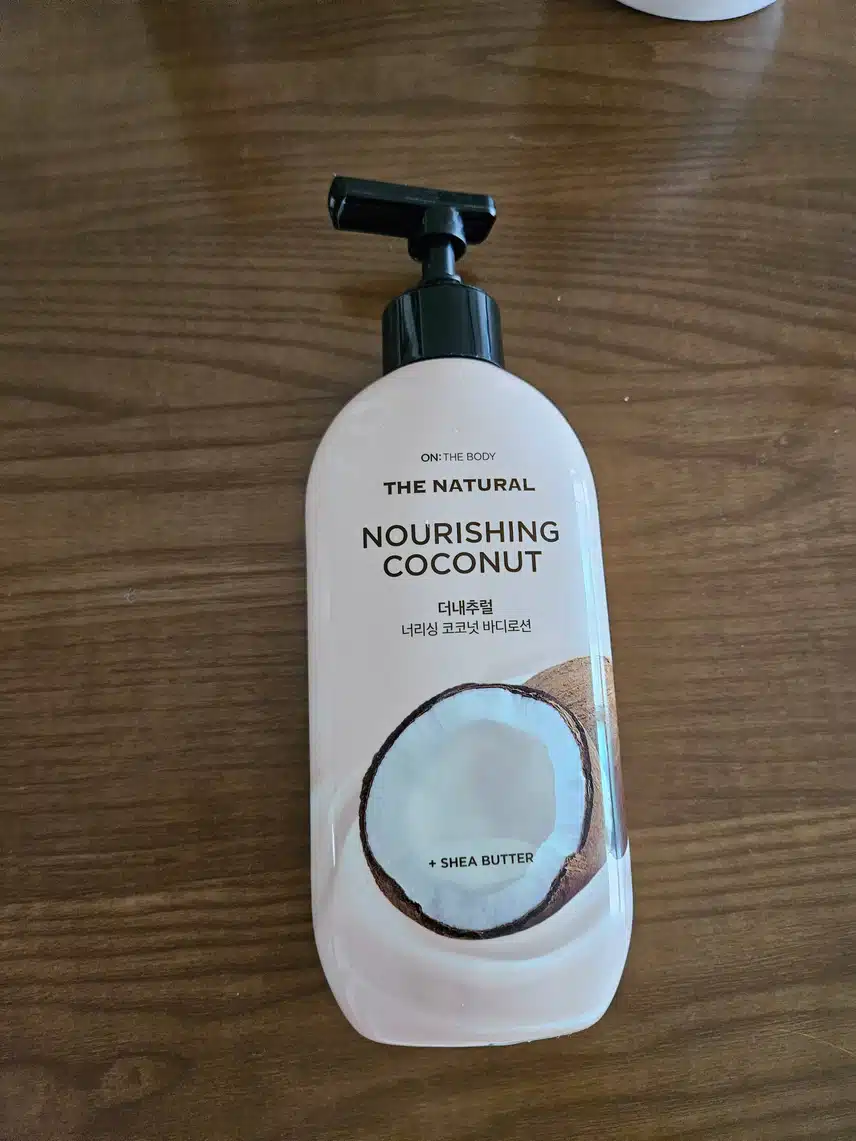 ON: THE BODY
THE NATURAL
NOURISHING
COCONUT
더내추럴
너리싱 코코넛 바디로션
+ SHEA BUTTER